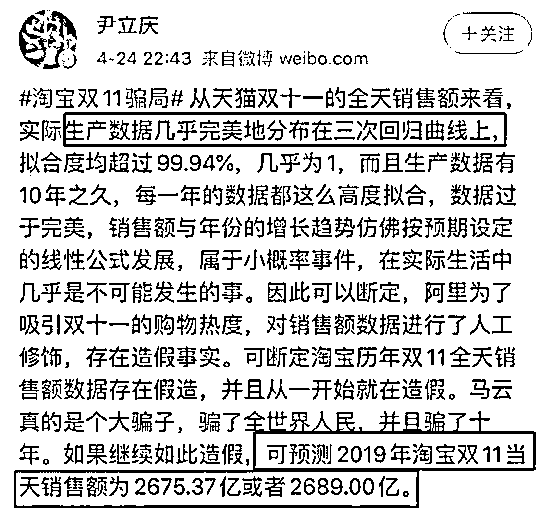 尹立庆
4-24 22:43 来自微博 weibo.com
+关注
#淘宝双11骗局# 从天猫双十一的全天销售额来看，
实际生产数据几乎完美地分布在三次回归曲线上，
拟合度均超过99.94%，几乎为1，而且生产数据有
10年之久，每一年的数据都这么高度拟合，数据过
于完美，销售额与年份的增长趋势仿佛按预期设定
的线性公式发展，属于小概率事件，在实际生活中
几乎是不可能发生的事。因此可以断定，阿里为了
吸引双十一的购物热度，对销售额数据进行了人工
修饰，存在造假事实。可断定淘宝历年双11全天销
售额数据存在假造，并且从一开始就在造假。马云
真的是个大骗子，骗了全世界人民，并且骗了十
年。如果继续如此造假，可预测2019年淘宝双11当
天销售额为2675.37亿或者2689.00亿。